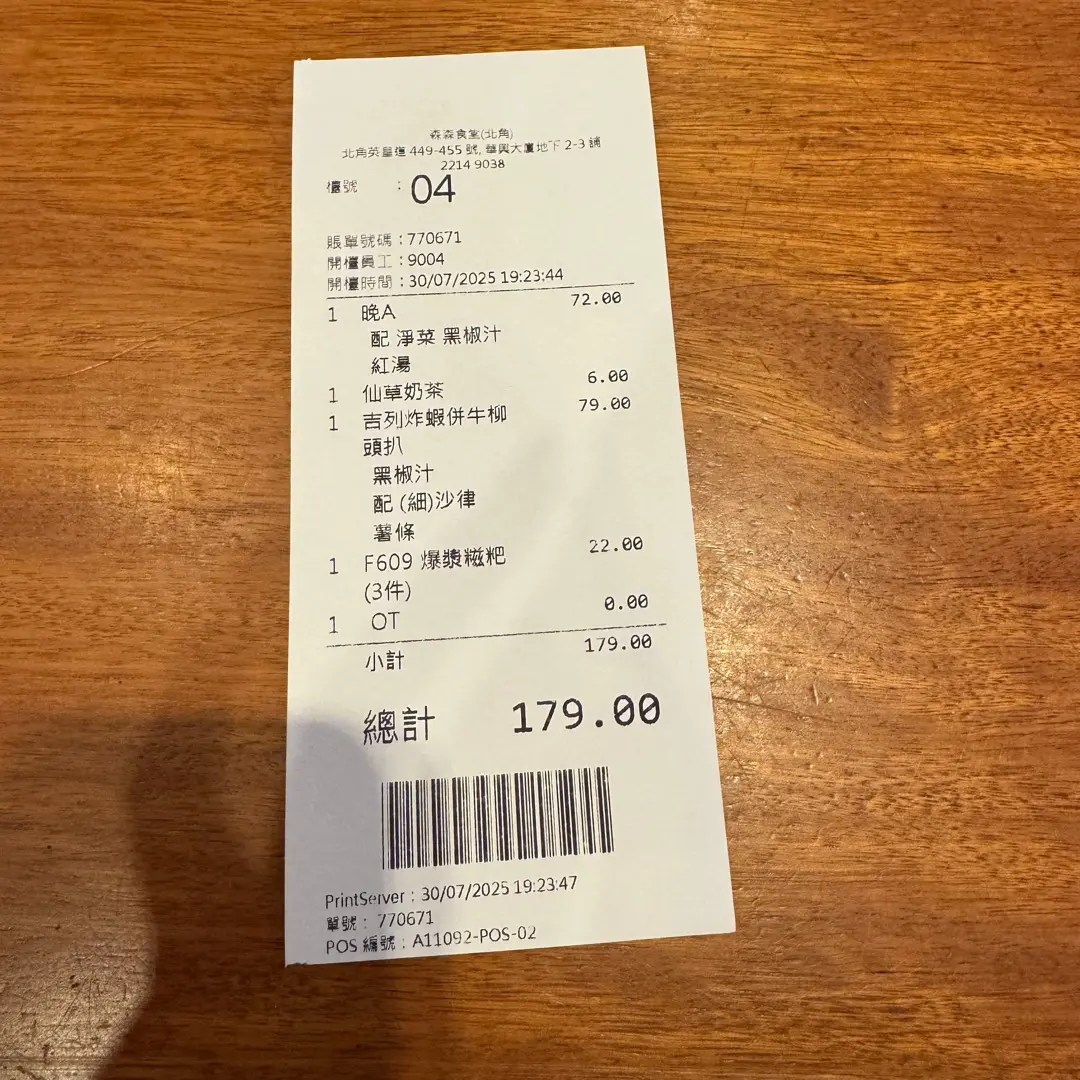 森森食堂(北角)
北角英皇道 449-455 號, 華興大廈地下 2-3 舖
2214 9038
檯號 : 04
賬單號碼 : 770671
開檯員工 : 9004
開檯時間 : 30/07/2025 19:23:44
1 晚A 72.00
配 淨菜 黑椒汁
紅湯
1 仙草奶茶 6.00
1 吉列炸蝦併牛柳 79.00
頭扒
黑椒汁
配 (細)沙律
薯條
1 F609 爆漿糍粑 22.00
(3件)
1 OT 0.00
小計 179.00
總計 179.00
PrintServer : 30/07/2025 19:23:47
單號 : 770671
POS 編號 : A11092-POS-02